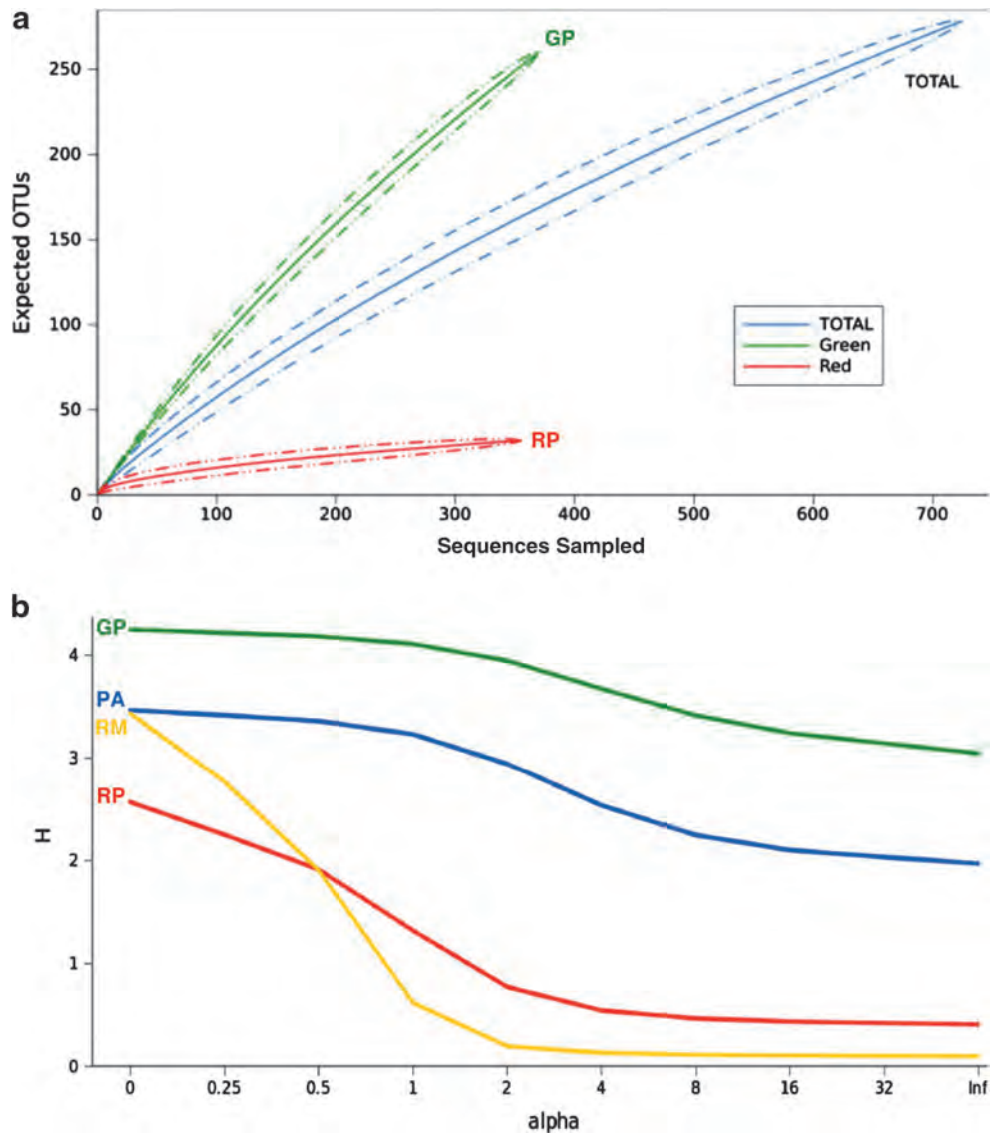 a
GP
TOTAL
Expected OTUs
250
200
150
100
50
0
TOTAL
Green
Red
RP
0 100 200 300 400 500 600 700
Sequences Sampled
b
GP
PA
RM
RP
H
4
3
2
1
0
0 0.25 0.5 1 2 4 8 16 32 Inf
alpha